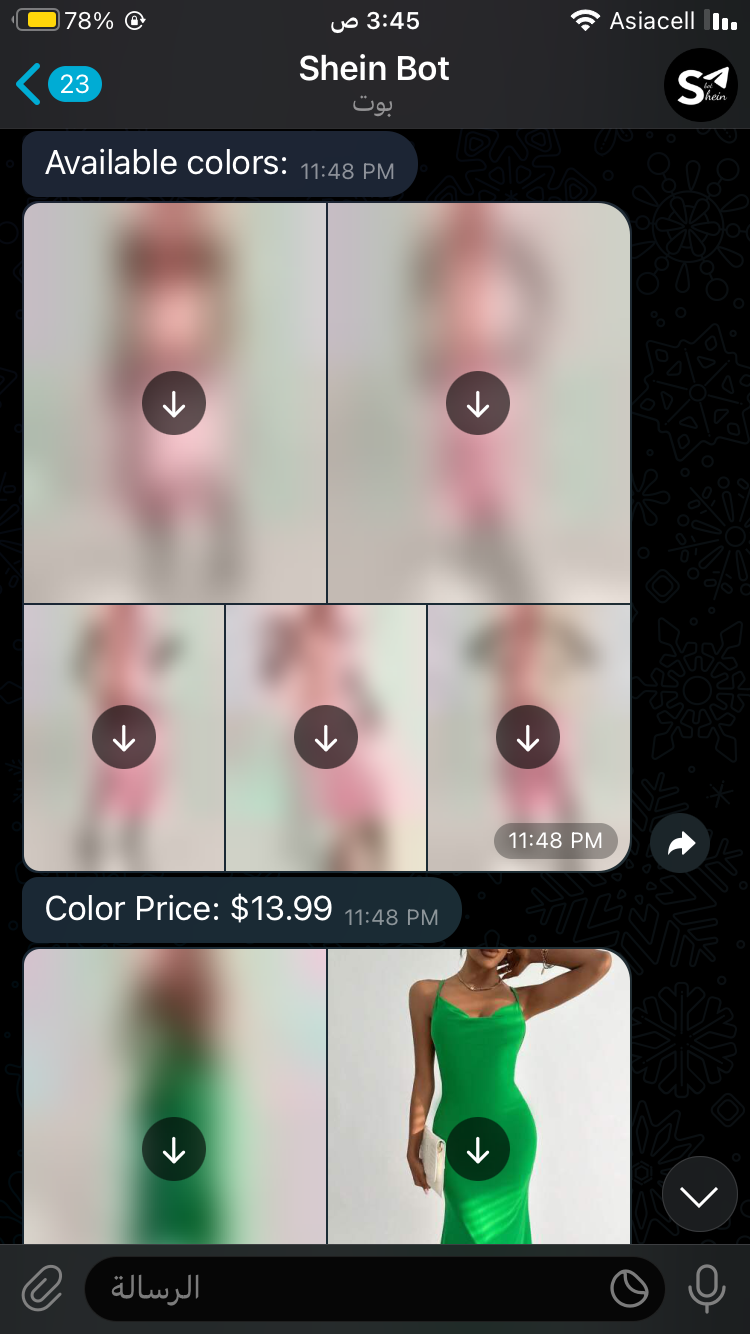 78%
3:45 ص
Asiacell
23
Shein Bot
بوت
S bot hein
Available colors: 11:48 PM
11:48 PM
Color Price: $13.99 11:48 PM
الرسالة